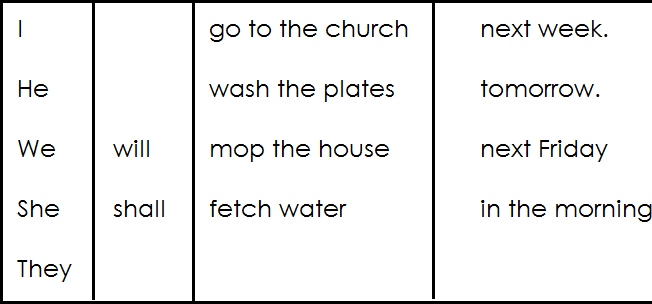 I go to the church next week.
He wash the plates tomorrow.
We will mop the house next Friday
She shall fetch water in the morning
They